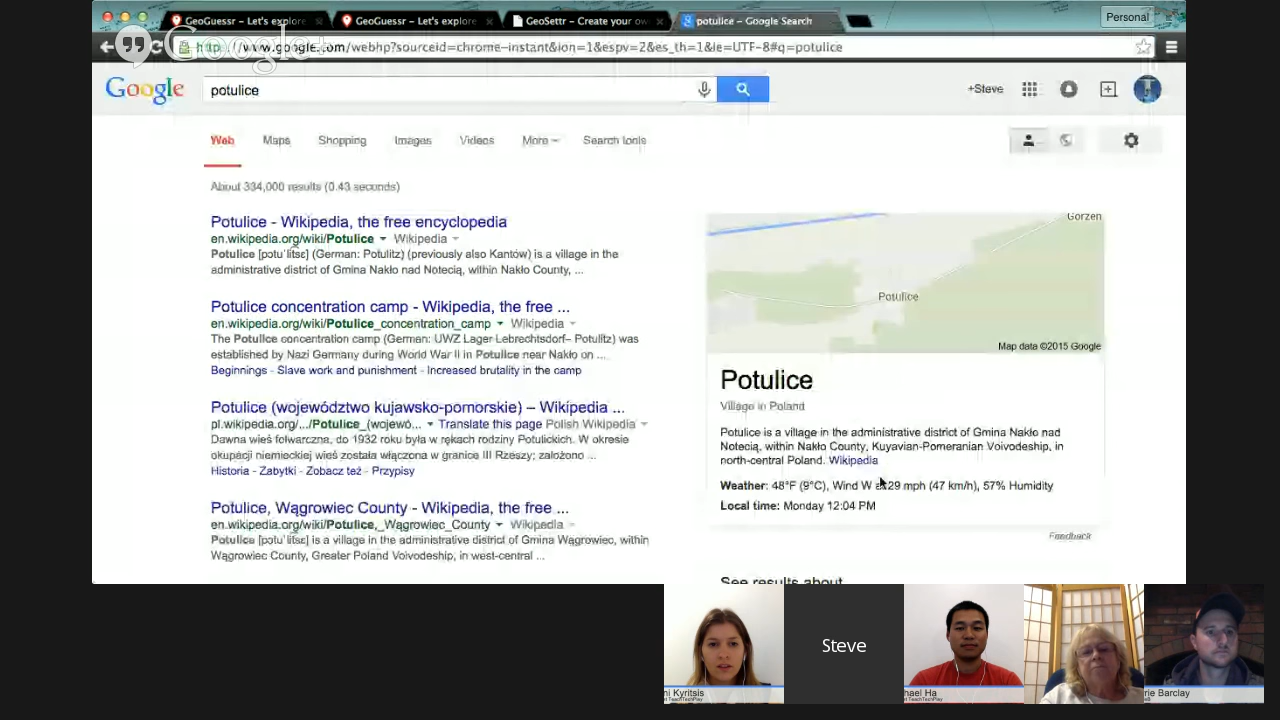 GeoGuessr – Let's explore
GeoGuessr – Let's explore
GeoSettr – Create your own
potulice – Google Search
Personal
Google+
www.google.com/webhp?sourceid=chrome-instant&ion=1&espv=2&es_th=1&ie=UTF-8#q=potulice
Google
potulice
+Steve
Web
Maps
Shopping
Images
Videos
More
Search tools
About 334,000 results (0.43 seconds)
Potulice - Wikipedia, the free encyclopedia
en.wikipedia.org/wiki/Potulice Wikipedia
Potulice [pɔtuˈlitsɛ] (German: Potulitz) (previously also Kantów) is a village in the
administrative district of Gmina Nakło nad Notecią, within Nakło County, ...
Potulice concentration camp - Wikipedia, the free ...
en.wikipedia.org/wiki/Potulice_concentration_camp Wikipedia
The Potulice concentration camp (German: UWZ Lager Lebrechtsdorf– Potulitz) was
established by Nazi Germany during World War II in Potulice near Nakło on ...
Beginnings - Slave work and punishment - Increased brutality in the camp
Potulice (województwo kujawsko-pomorskie) – Wikipedia ...
pl.wikipedia.org/.../Potulice_(wojewó... Translate this page Polish Wikipedia
Dawna wieś folwarczna, do 1932 roku była w rękach rodziny Potulickich. W okresie
okupacji niemieckiej wieś została włączona w granice III Rzeszy; założono ...
Historia - Zabytki - Zobacz też - Przypisy
Potulice, Wągrowiec County - Wikipedia, the free ...
en.wikipedia.org/wiki/Potulice,_Wągrowiec_County Wikipedia
Potulice [pɔtuˈlitsɛ] is a village in the administrative district of Gmina Wągrowiec, within
Wągrowiec County, Greater Poland Voivodeship, in west-central ...
Gorzen
Potulice
Map data ©2015 Google
Potulice
Village in Poland
Potulice is a village in the administrative district of Gmina Nakło nad
Notecią, within Nakło County, Kuyavian-Pomeranian Voivodeship, in
north-central Poland. Wikipedia
Weather: 48°F (9°C), Wind W at 29 mph (47 km/h), 57% Humidity
Local time: Monday 12:04 PM
Feedback
See results about
Kyritsis
Steve
Ha
Barclay